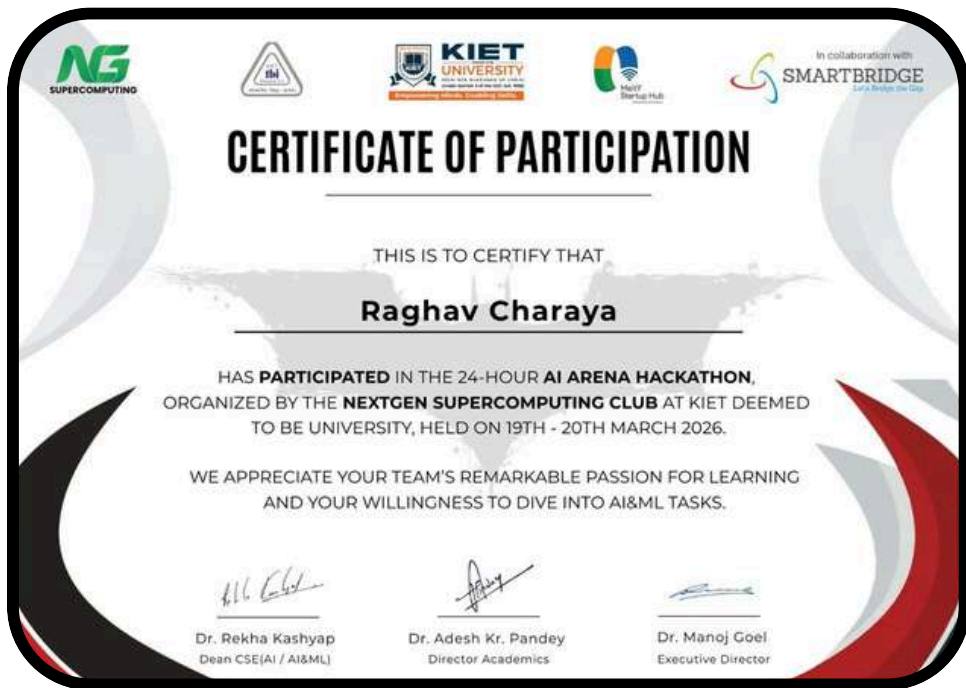 NG
SUPERCOMPUTING
tbi
KIET
UNIVERSITY
Empowering Minds, Enabling Skills.
MeitY
Startup Hub
In collaboration with
SMARTBRIDGE
Let's Bridge the Gap
CERTIFICATE OF PARTICIPATION
THIS IS TO CERTIFY THAT
Raghav Charaya
HAS PARTICIPATED IN THE 24-HOUR AI ARENA HACKATHON,
ORGANIZED BY THE NEXTGEN SUPERCOMPUTING CLUB AT KIET DEEMED
TO BE UNIVERSITY, HELD ON 19TH - 20TH MARCH 2026.
WE APPRECIATE YOUR TEAM'S REMARKABLE PASSION FOR LEARNING
AND YOUR WILLINGNESS TO DIVE INTO AI&ML TASKS.
Dr. Rekha Kashyap
Dean CSE(AI / AI&ML)
Dr. Adesh Kr. Pandey
Director Academics
Dr. Manoj Goel
Executive Director